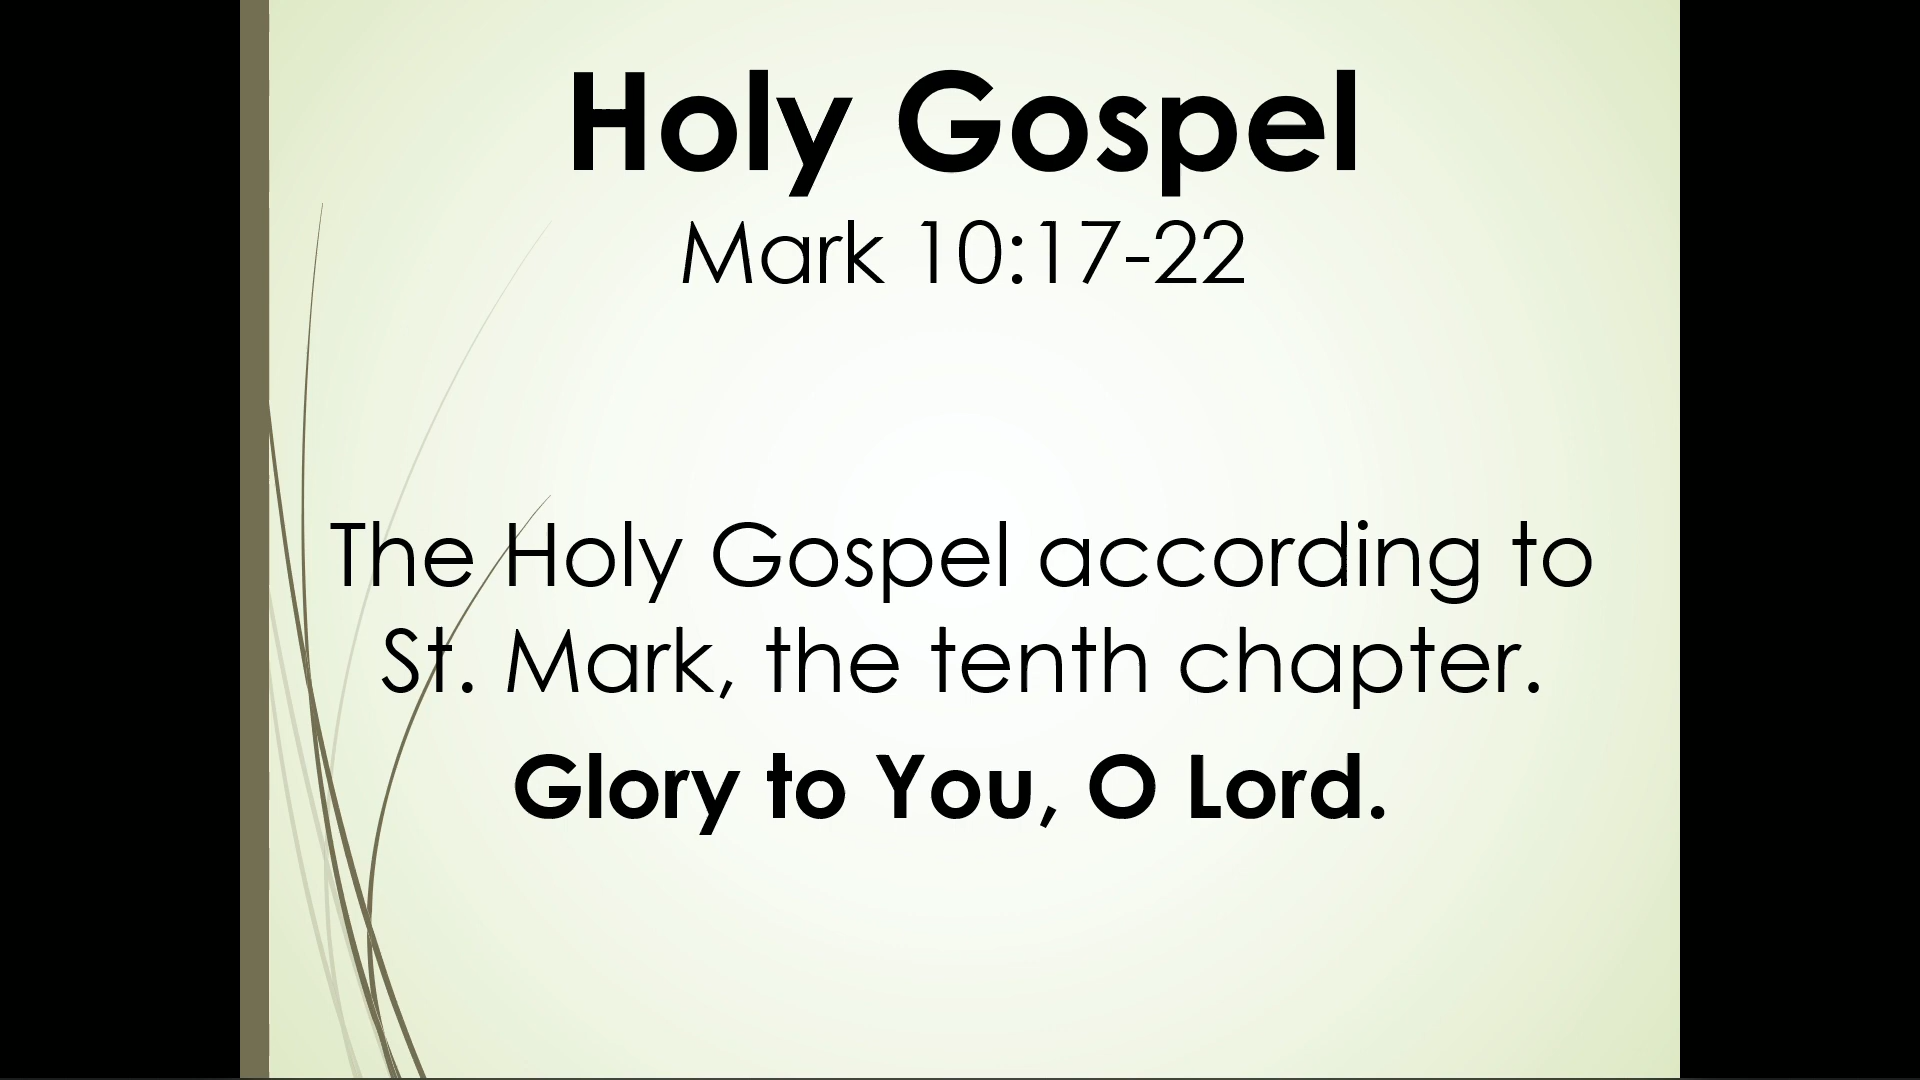 Holy Gospel
Mark 10:17-22
The Holy Gospel according to
St. Mark, the tenth chapter.
Glory to You, O Lord.